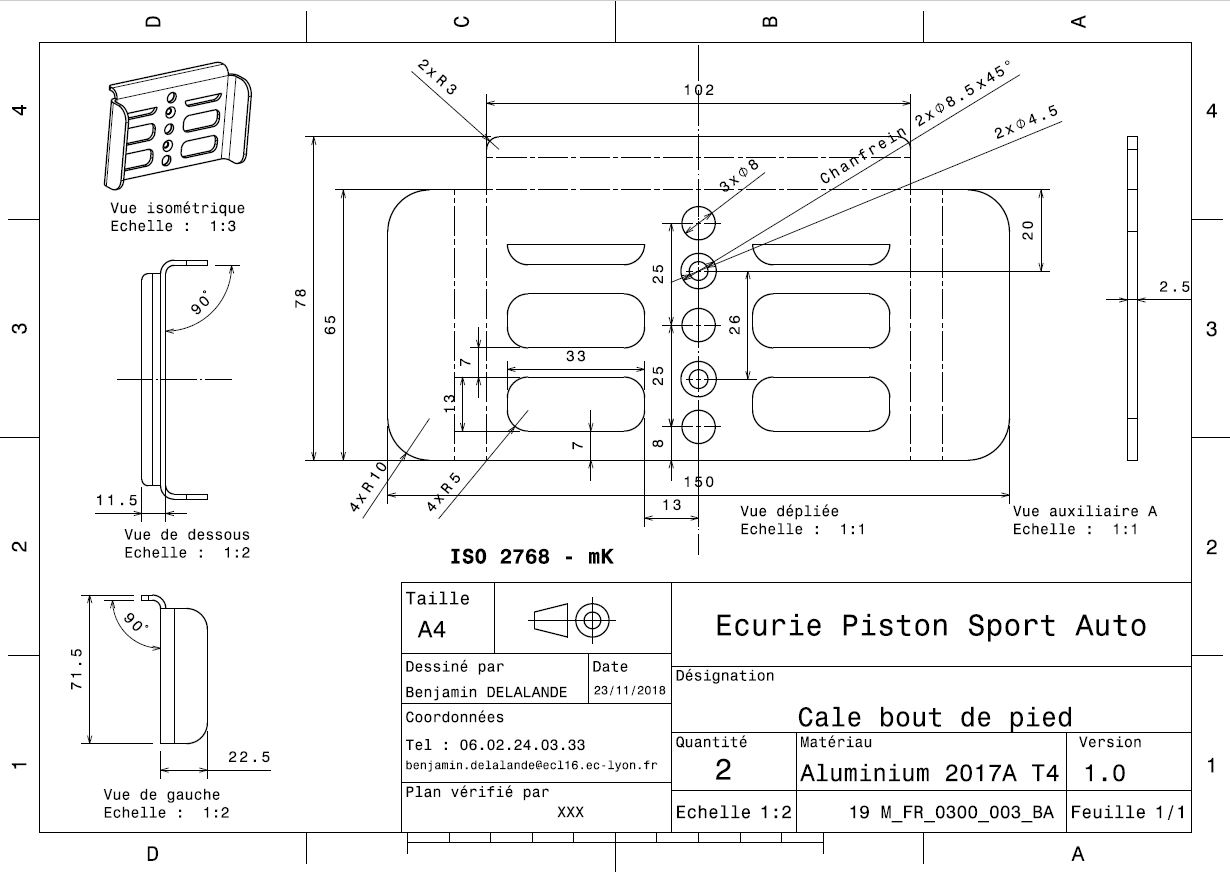 D
C
B
A
4
4
3
3
2
2
1
1
2xR3
102
Chanfrein 2xΦ8.5x45°
2xΦ4.5
3xΦ8
Vue isométrique
Echelle : 1:3
20
25
90°
78
65
2.5
26
33
7
25
13
7
8
4xR10
4xR5
150
13
11.5
Vue de dessous
Echelle : 1:2
Vue dépliée
Echelle : 1:1
Vue auxiliaire A
Echelle : 1:1
ISO 2768 - mK
90°
71.5
22.5
Vue de gauche
Echelle : 1:2
Taille
A4
Ecurie Piston Sport Auto
Dessiné par
Benjamin DELALANDE
Date
23/11/2018
Désignation
Cale bout de pied
Coordonnées
Tel : 06.02.24.03.33
benjamin.delalande@ecl16.ec-lyon.fr
Quantité
2
Matériau
Aluminium 2017A T4
Version
1.0
Plan vérifié par
XXX
Echelle 1:2
19 M_FR_0300_003_BA
Feuille 1/1
D
A